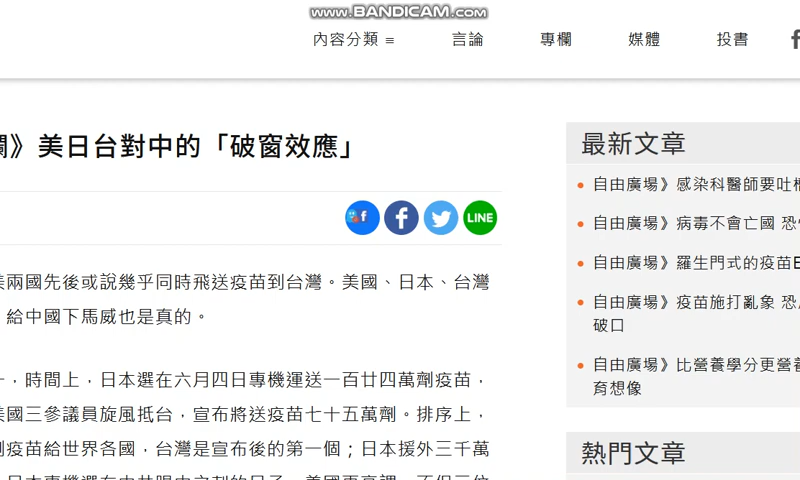 www.BANDICAM.com
內容分類 ≡ 言論 專欄 媒體 投書
》美日台對中的「破窗效應」
LINE
兩國先後或說幾乎同時飛送疫苗到台灣。美國、日本、台灣
給中國下馬威也是真的。
，時間上，日本選在六月四日專機運送一百廿四萬劑疫苗，
國三參議員旋風抵台，宣布將送疫苗七十五萬劑。排序上，
疫苗給世界各國，台灣是宣布後的第一個；日本援外三千萬
最新文章
自由廣場》感染科醫師要吐
自由廣場》病毒不會亡國 恐
自由廣場》羅生門式的疫苗E
自由廣場》疫苗施打亂象 恐
破口
自由廣場》比營養學分更營
育想像
熱門文章